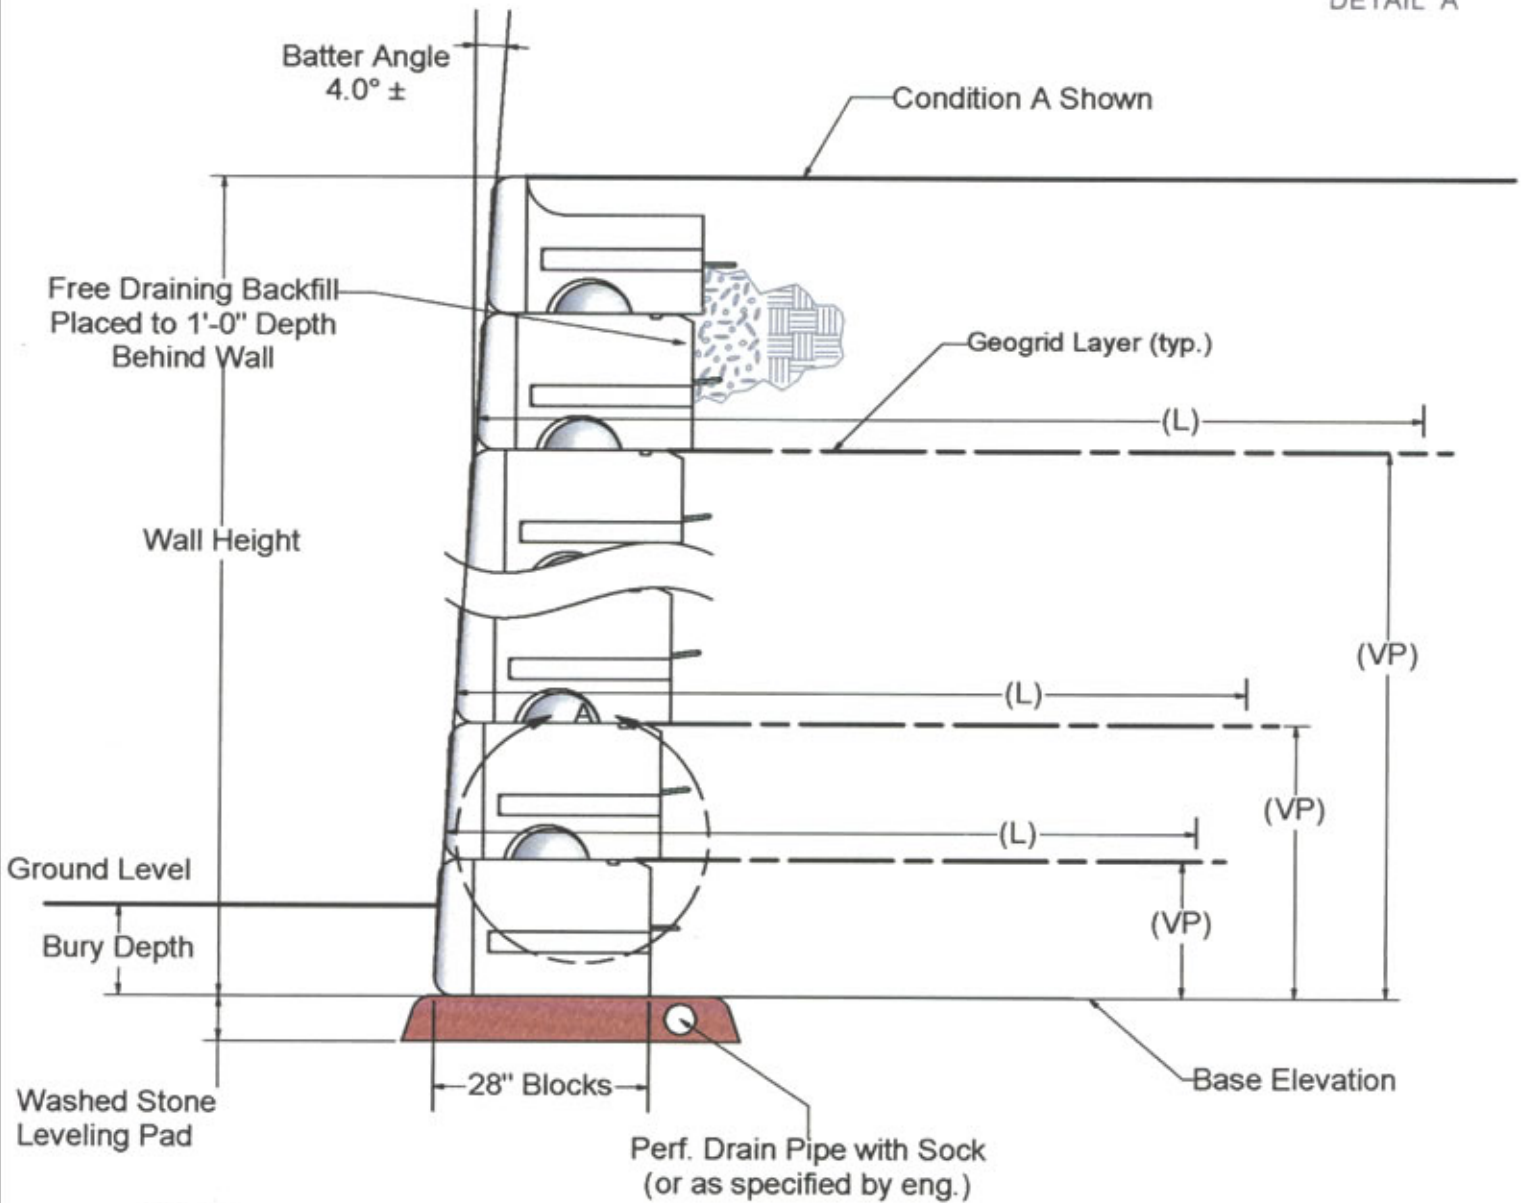 DETAIL "A"
Batter Angle
4.0° ±
Condition A Shown
Free Draining Backfill
Placed to 1'-0" Depth
Behind Wall
Geogrid Layer (typ.)
(L)
Wall Height
(VP)
(L)
A
(VP)
(L)
Ground Level
(VP)
Bury Depth
28" Blocks
Base Elevation
Washed Stone
Leveling Pad
Perf. Drain Pipe with Sock
(or as specified by eng.)